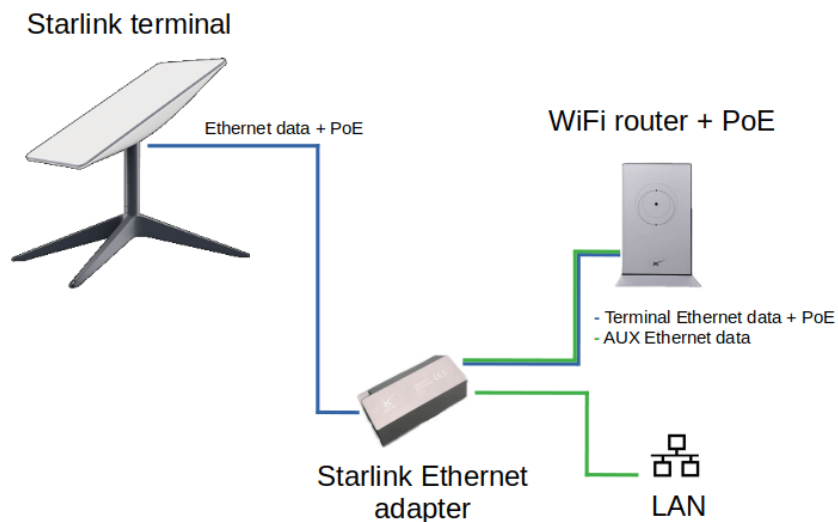 Starlink terminal
Ethernet data + PoE
WiFi router + PoE
- Terminal Ethernet data + PoE
- AUX Ethernet data
Starlink Ethernet
adapter
LAN